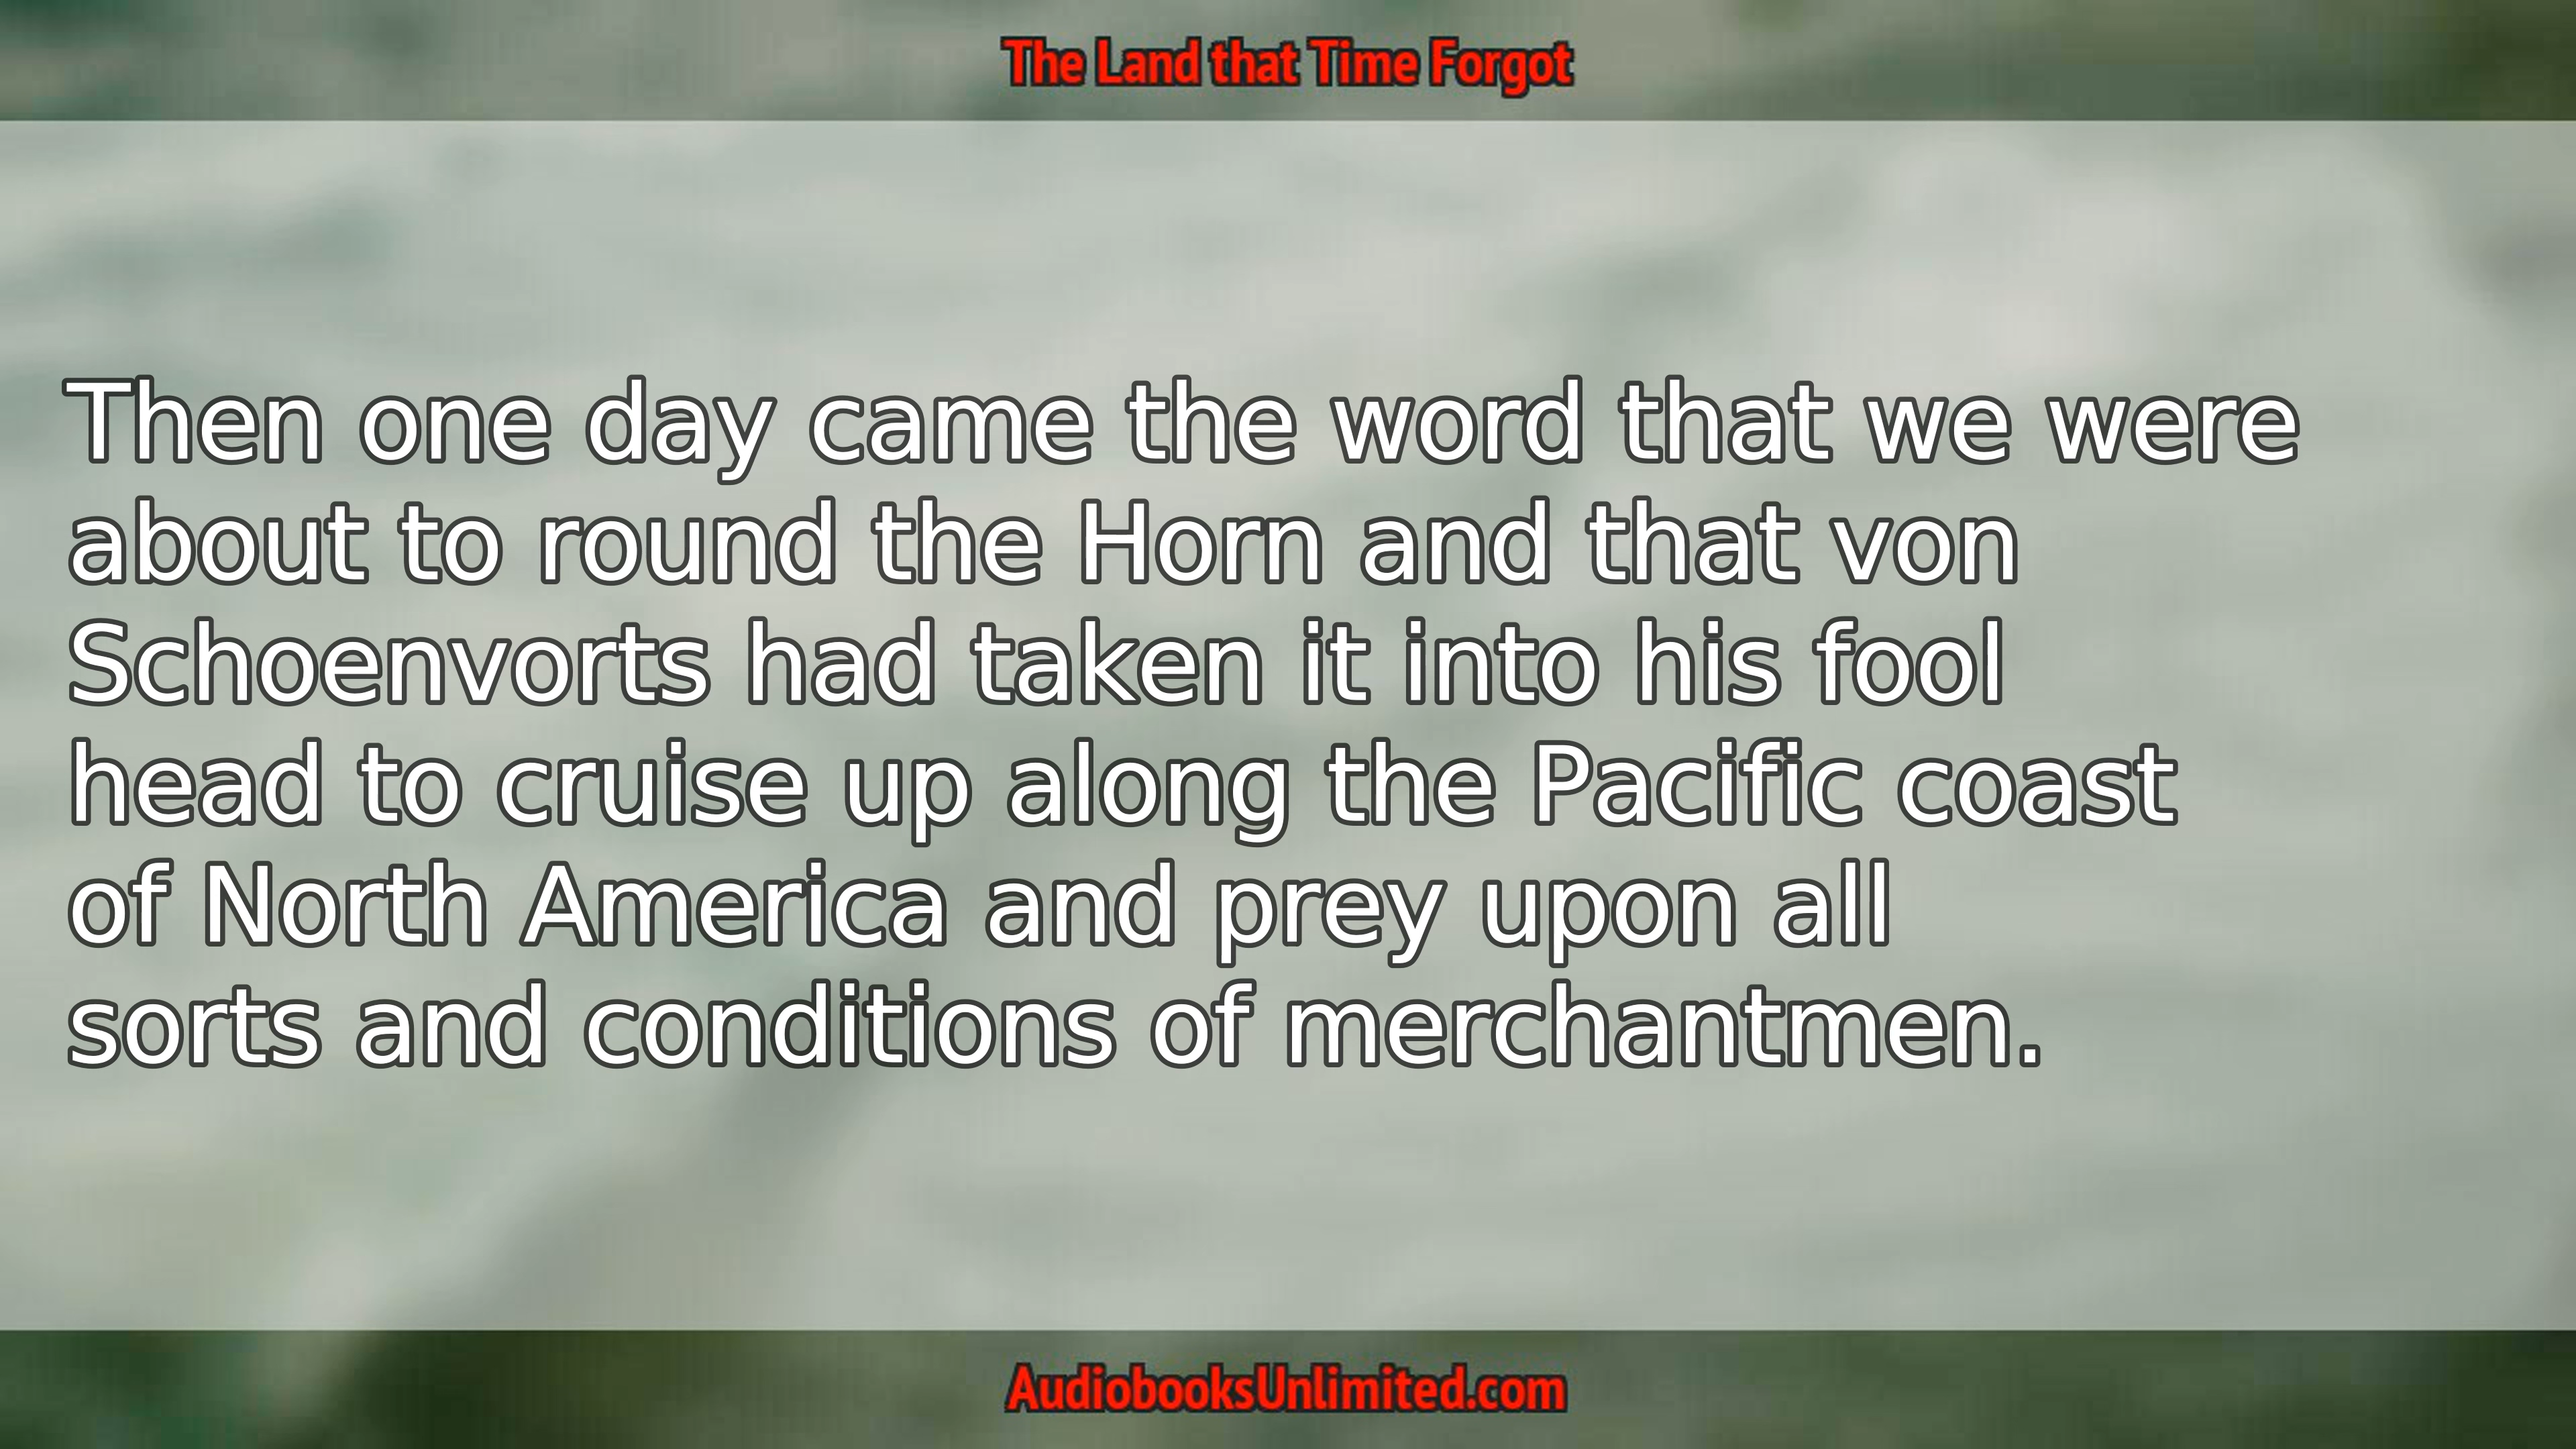 The Land that Time Forgot
Then one day came the word that we were
about to round the Horn and that von
Schoenvorts had taken it into his fool
head to cruise up along the Pacific coast
of North America and prey upon all
sorts and conditions of merchantmen.
AudiobooksUnlimited.com